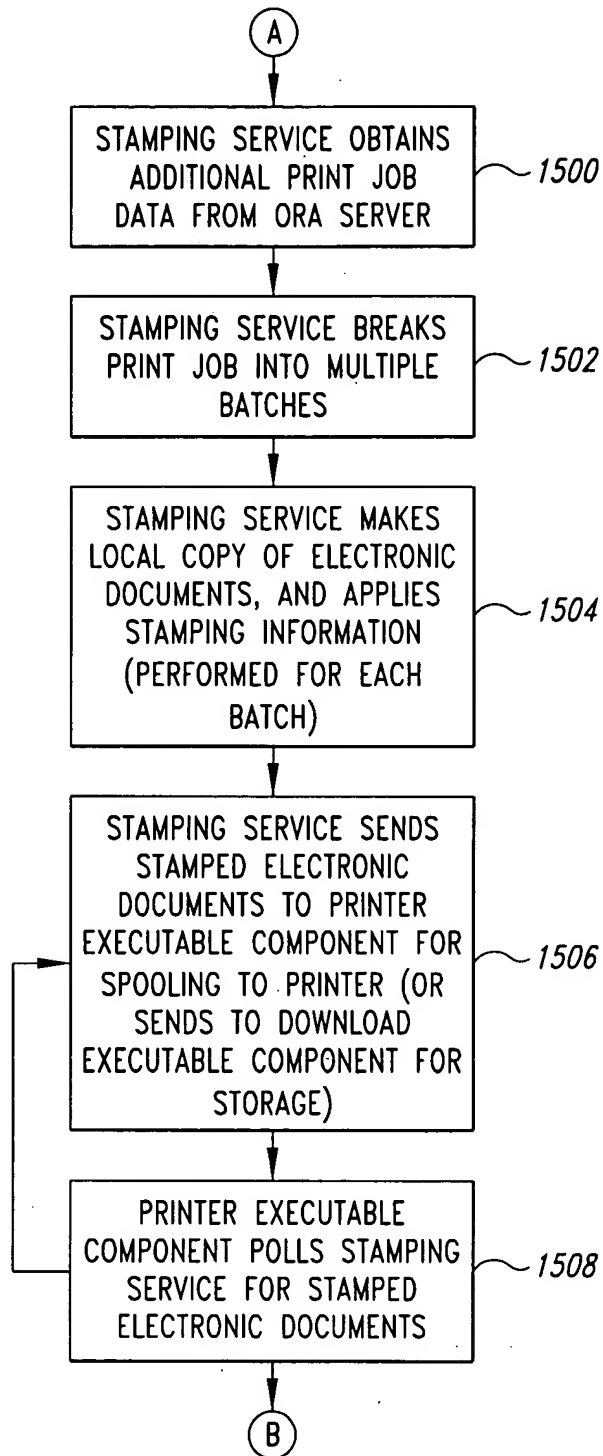 A
STAMPING SERVICE OBTAINS
ADDITIONAL PRINT JOB
DATA FROM ORA SERVER
1500
STAMPING SERVICE BREAKS
PRINT JOB INTO MULTIPLE
BATCHES
1502
STAMPING SERVICE MAKES
LOCAL COPY OF ELECTRONIC
DOCUMENTS, AND APPLIES
STAMPING INFORMATION
(PERFORMED FOR EACH
BATCH)
1504
STAMPING SERVICE SENDS
STAMPED ELECTRONIC
DOCUMENTS TO PRINTER
EXECUTABLE COMPONENT FOR
SPOOLING TO PRINTER (OR
SENDS TO DOWNLOAD
EXECUTABLE COMPONENT FOR
STORAGE)
1506
PRINTER EXECUTABLE
COMPONENT POLLS STAMPING
SERVICE FOR STAMPED
ELECTRONIC DOCUMENTS
1508
B